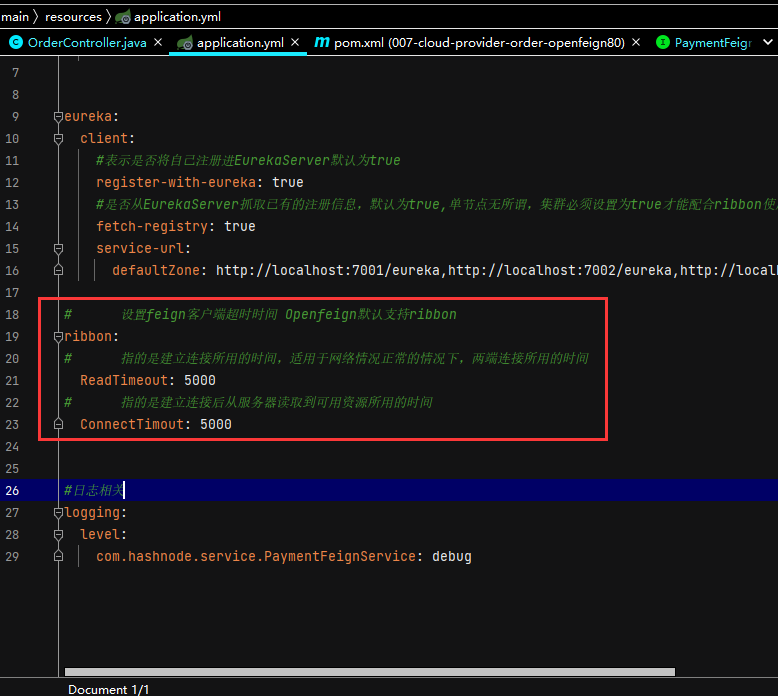 main 〉 resources 〉 application.yml
OrderController.java × application.yml × pom.xml (007-cloud-provider-order-openfeign80) × PaymentFeign
7
8
9 eureka:
10 client:
11 #表示是否将自己注册进EurekaServer默认为true
12 register-with-eureka: true
13 #是否从EurekaServer抓取已有的注册信息，默认为true,单节点无所谓，集群必须设置为true才能配合ribbon使
14 fetch-registry: true
15 service-url:
16 defaultZone: http://localhost:7001/eureka,http://localhost:7002/eureka,http://local
17
18 # 设置feign客户端超时时间 Openfeign默认支持ribbon
19 ribbon:
20 # 指的是建立连接所用的时间，适用于网络情况正常的情况下，两端连接所用的时间
21 ReadTimeout: 5000
22 # 指的是建立连接后从服务器读取到可用资源所用的时间
23 ConnectTimout: 5000
24
25
26 #日志相关
27 logging:
28 level:
29 com.hashnode.service.PaymentFeignService: debug
Document 1/1